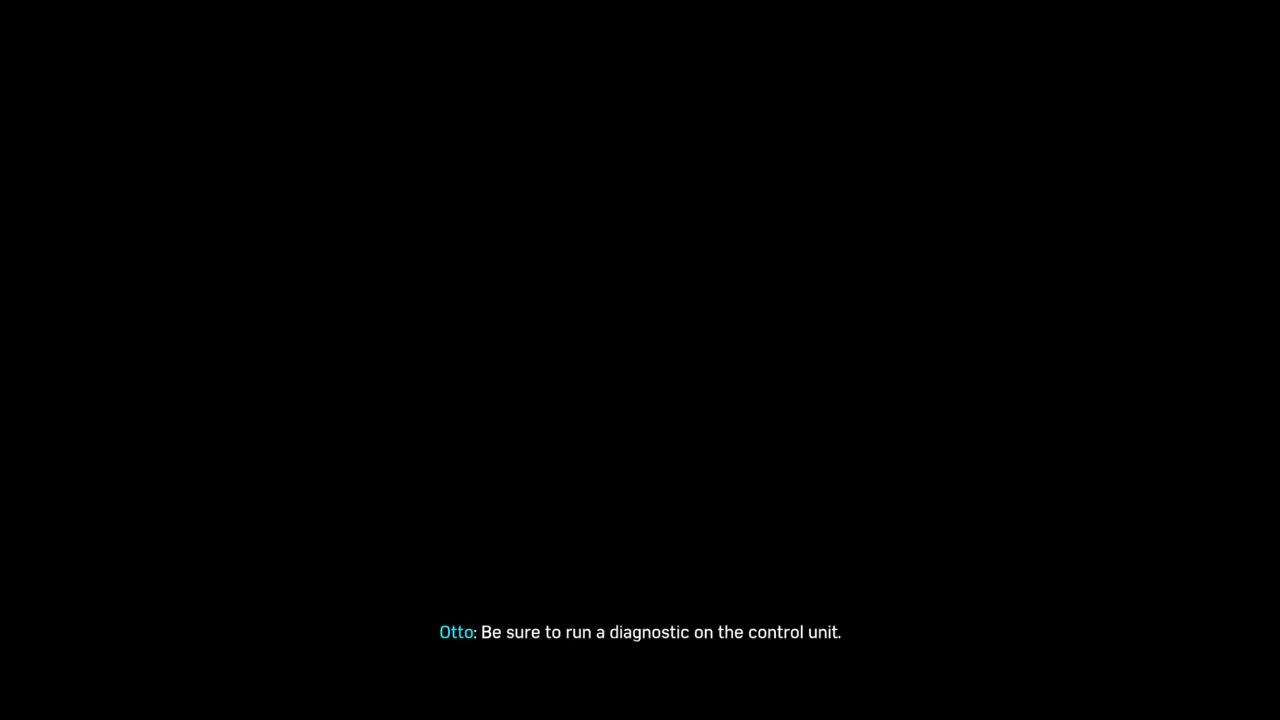 Otto: Be sure to run a diagnostic on the control unit.